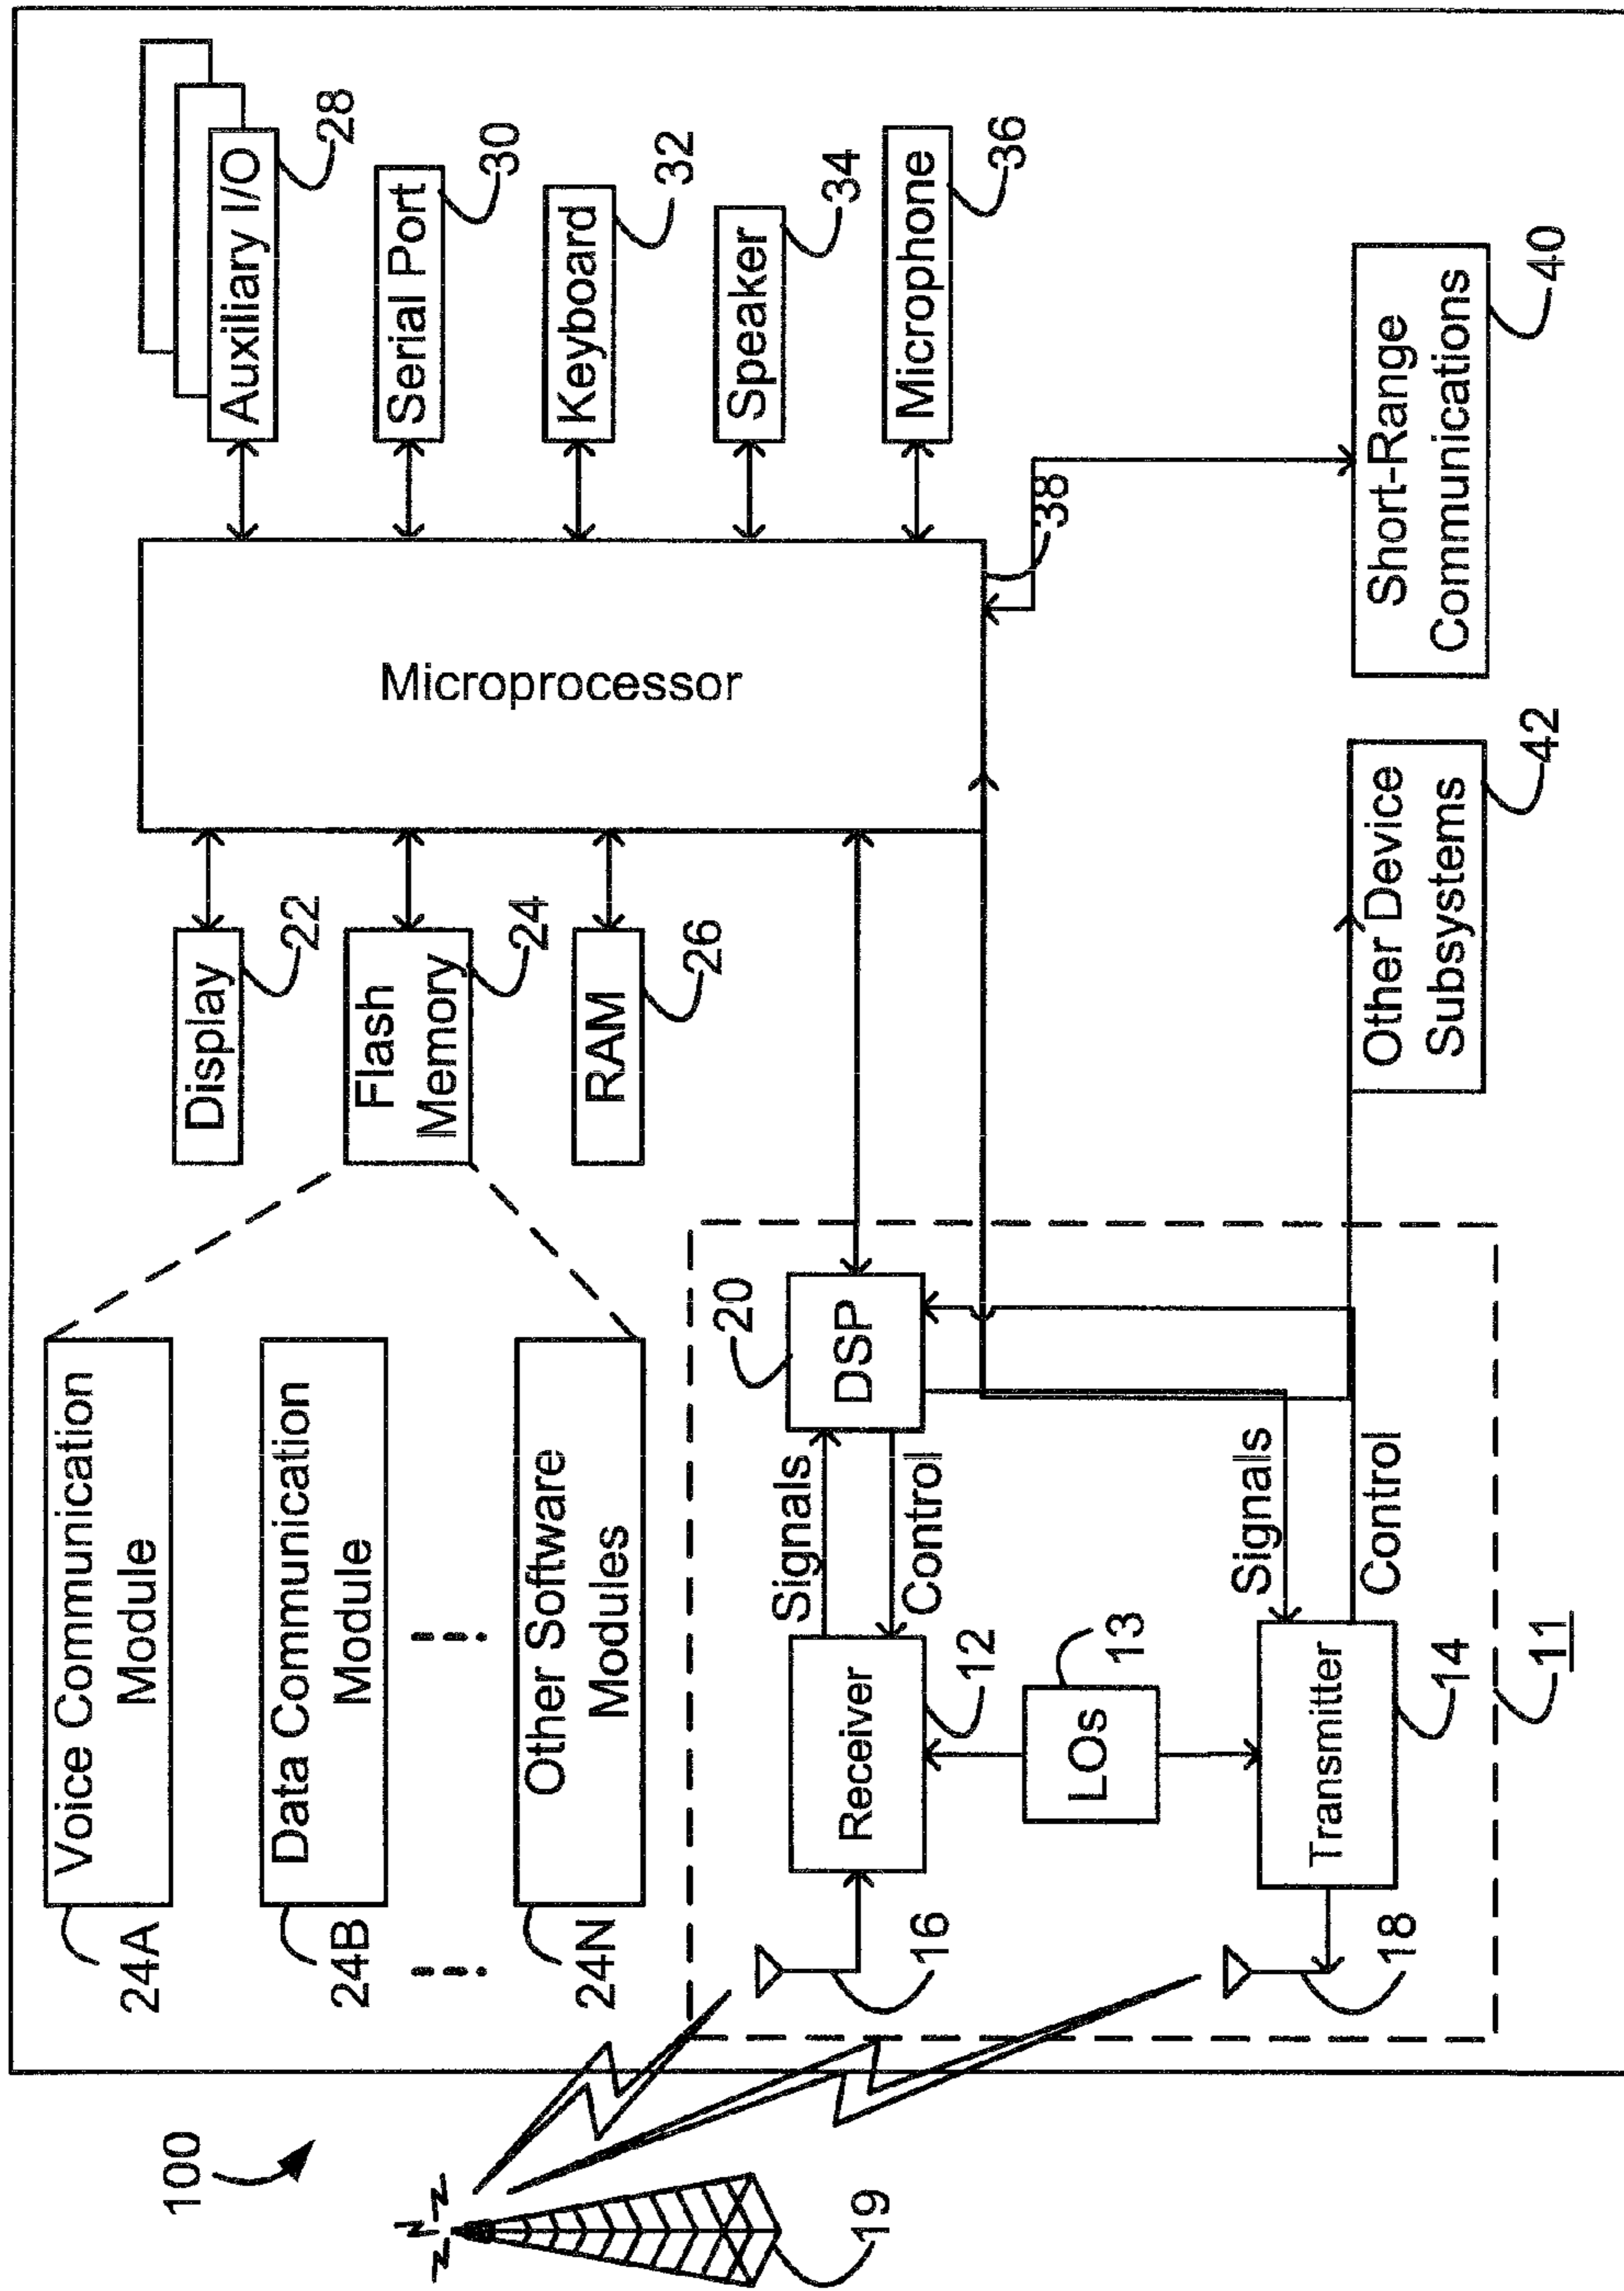 100
19
Voice Communication
Module
24A
Data Communication
Module
24B
Other Software
Modules
24N
Display
22
Flash
Memory
24
RAM
26
Microprocessor
38
Auxiliary I/O
28
Serial Port
30
Keyboard
32
Speaker
34
Microphone
36
Short-Range
Communications
40
Other Device
Subsystems
42
DSP
20
Signals
Control
Receiver
12
16
LOs
13
Signals
Control
Transmitter
14
18
11